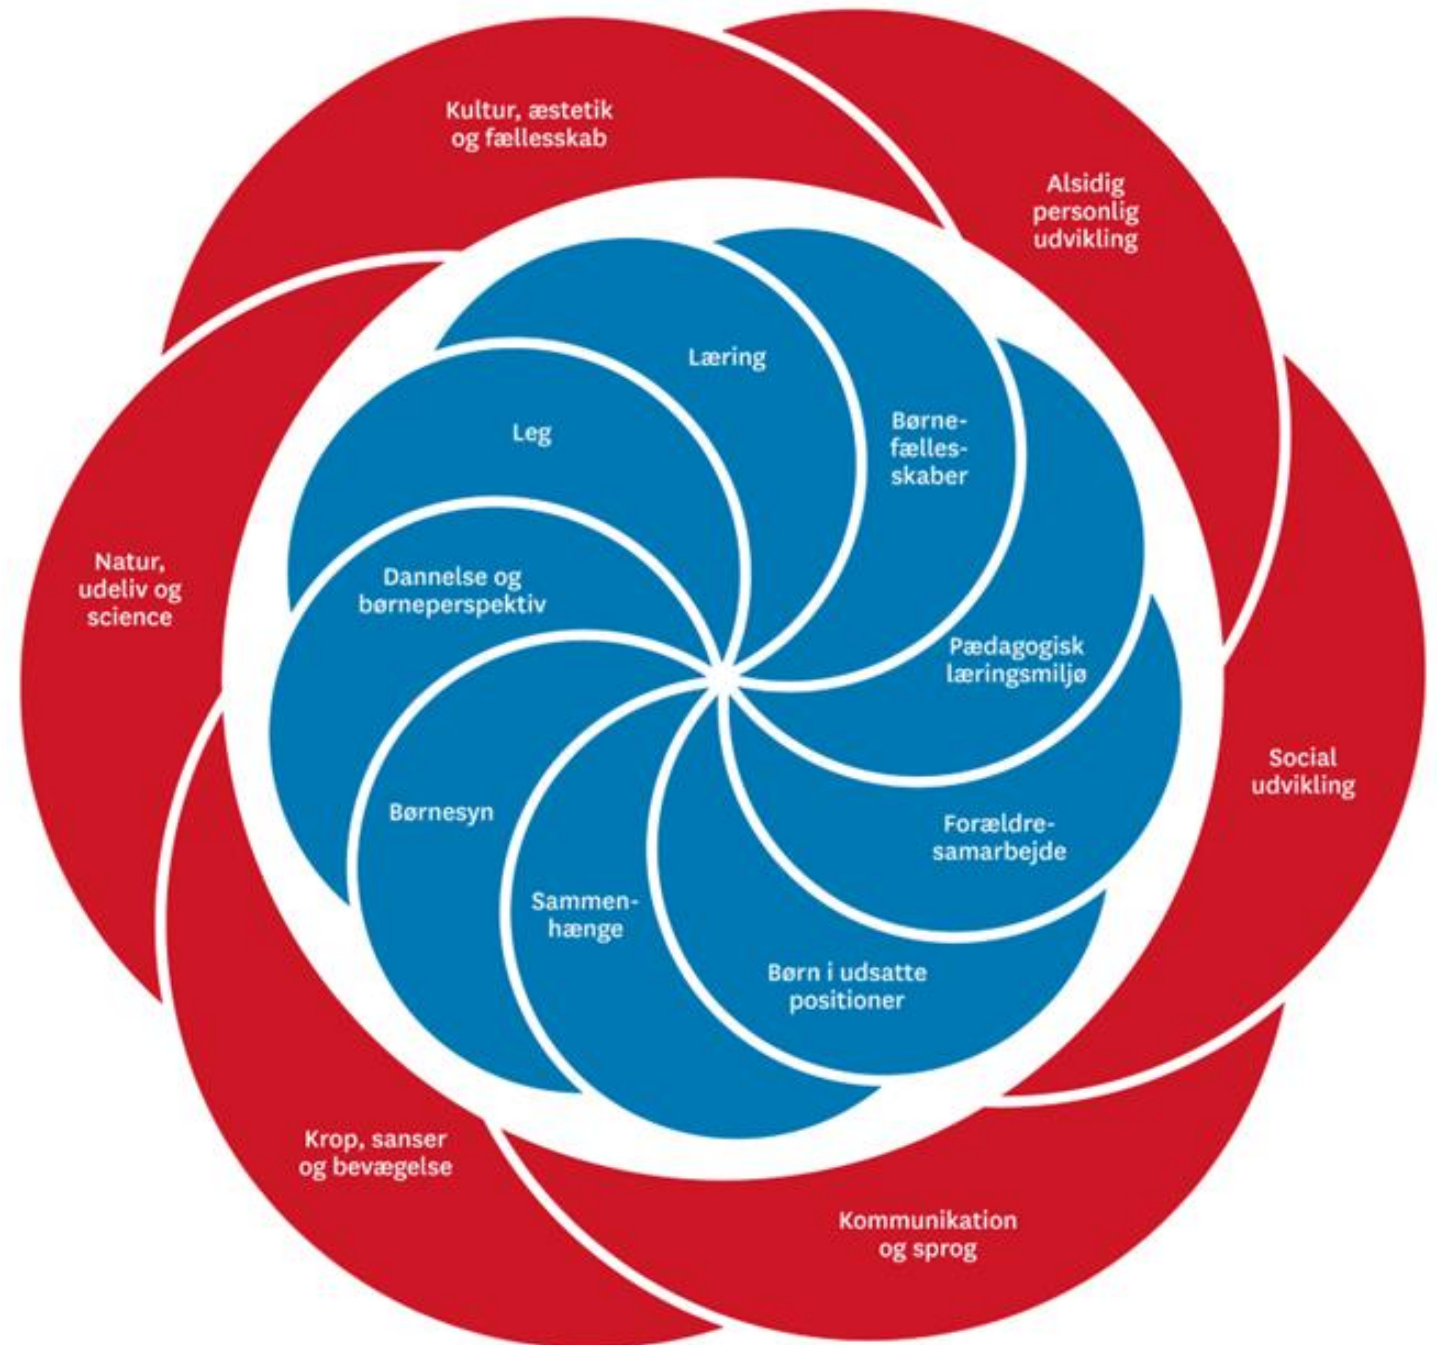 Kultur, æstetik
og fællesskab
Alsidig
personlig
udvikling
Social
udvikling
Kommunikation
og sprog
Krop, sanser
og bevægelse
Natur,
udeliv og
science
Læring
Børne-
fælles-
skaber
Pædagogisk
læringsmiljø
Forældre-
samarbejde
Børn i udsatte
positioner
Sammen-
hænge
Børnesyn
Dannelse og
børneperspektiv
Leg